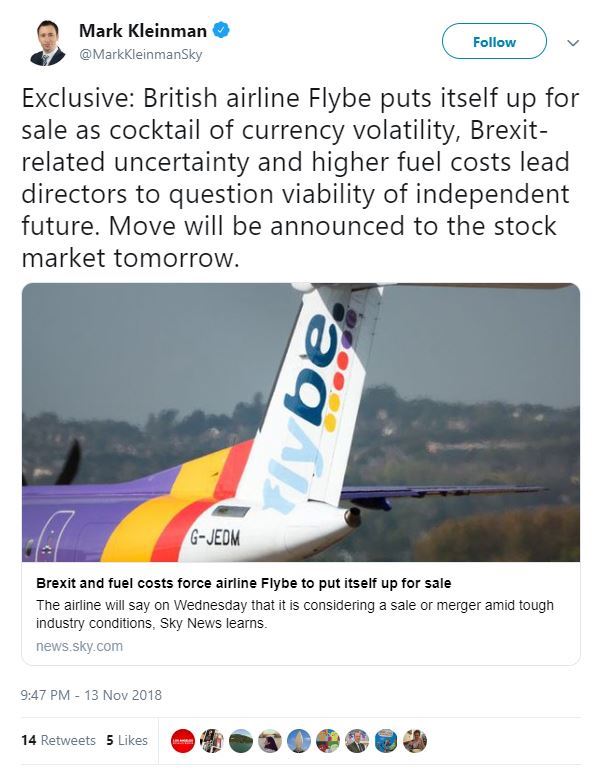 Mark Kleinman
@MarkKleinmanSky
Follow
Exclusive: British airline Flybe puts itself up for
sale as cocktail of currency volatility, Brexit-
related uncertainty and higher fuel costs lead
directors to question viability of independent
future. Move will be announced to the stock
market tomorrow.
flybe
G-JEDM
Brexit and fuel costs force airline Flybe to put itself up for sale
The airline will say on Wednesday that it is considering a sale or merger amid tough
industry conditions, Sky News learns.
news.sky.com
9:47 PM - 13 Nov 2018
14 Retweets 5 Likes